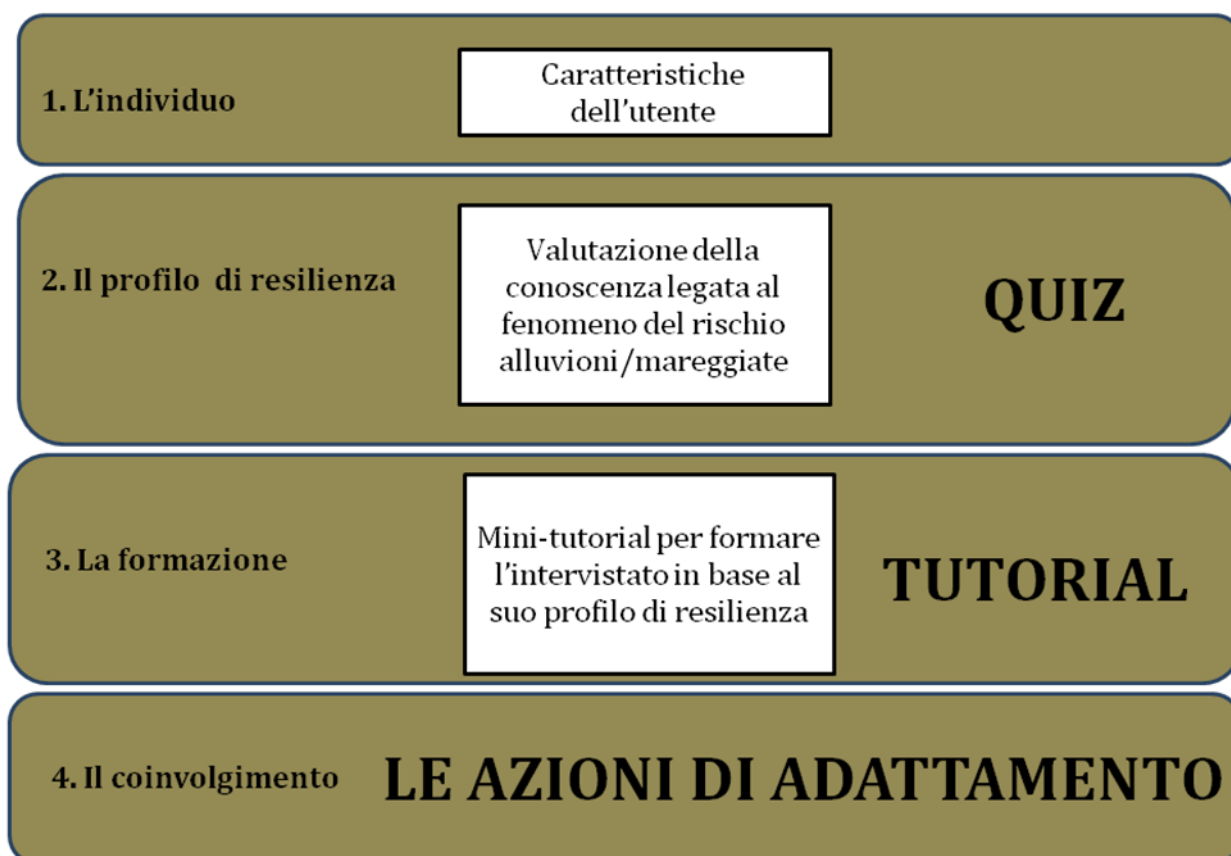 1. L'individuo
Caratteristiche
dell'utente
2. Il profilo di resilienza
Valutazione della
conoscenza legata al
fenomeno del rischio
alluvioni/mareggiate
QUIZ
3. La formazione
Mini-tutorial per formare
l'intervistato in base al
suo profilo di resilienza
TUTORIAL
4. Il coinvolgimento
LE AZIONI DI ADATTAMENTO